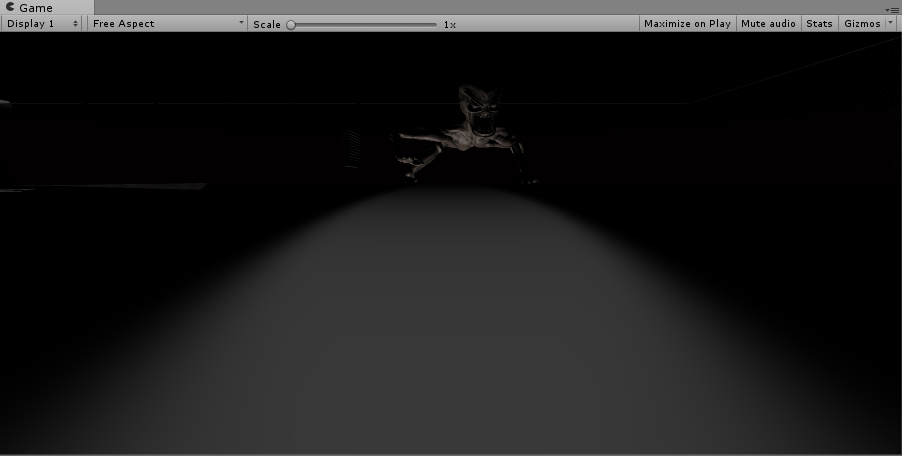 Game
Display 1 Free Aspect Scale 1x Maximize on Play Mute audio Stats Gizmos